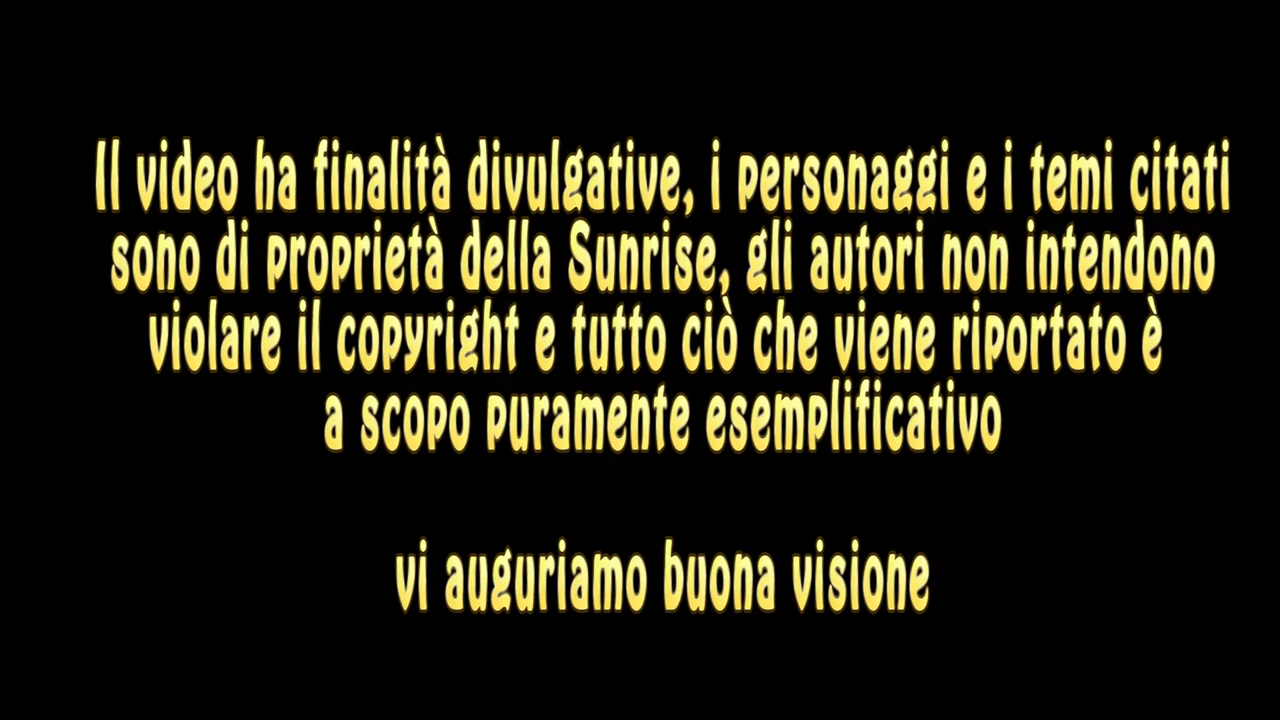 Il video ha finalità divulgative, i personaggi e i temi citati
sono di proprietà della Sunrise, gli autori non intendono
violare il copyright e tutto ciò che viene riportato è
a scopo puramente esemplificativo
vi auguriamo buona visione